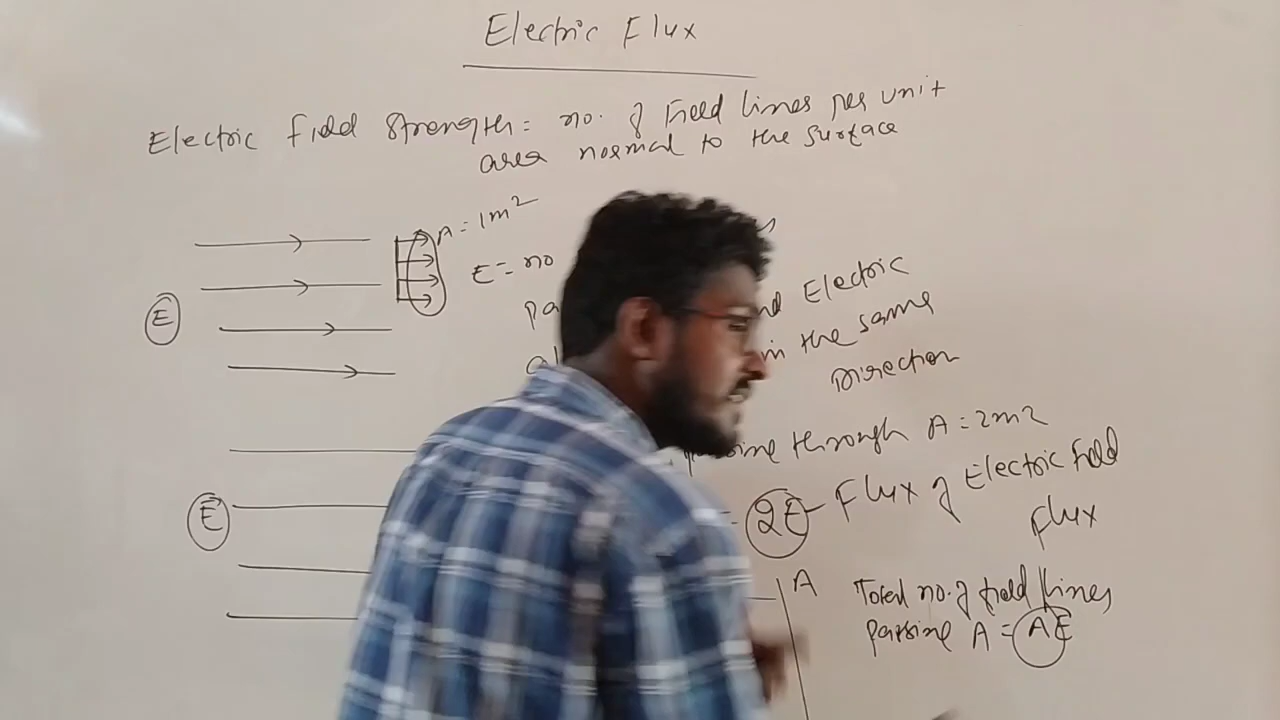 Electric Flux
Electric field Strength = no. of field lines per unit
area normal to the surface
A = 1m²
E = no
Electric
E
in the same
Direction
through A = 2m2
E
2E - Flux of Electric field
Flux
A
Total no. of field lines
passing A = AE